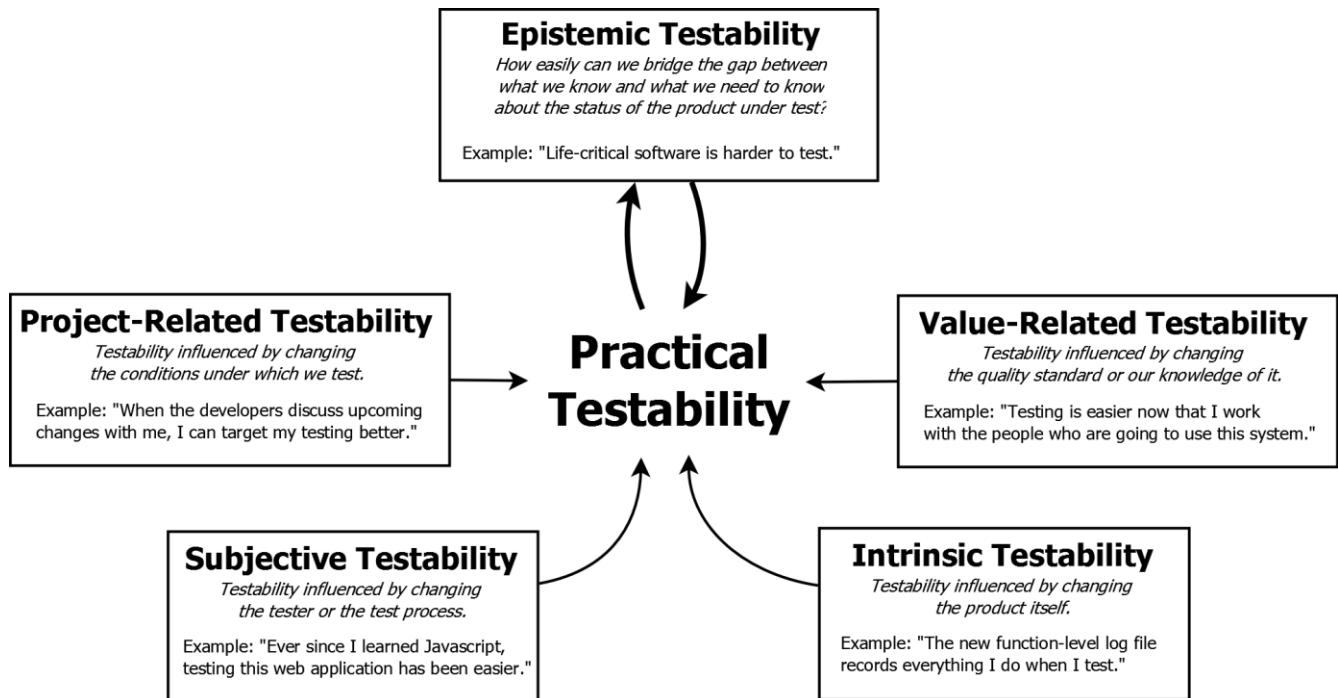 Epistemic Testability
How easily can we bridge the gap between
what we know and what we need to know
about the status of the product under test?
Example: "Life-critical software is harder to test."
Project-Related Testability
Testability influenced by changing
the conditions under which we test.
Example: "When the developers discuss upcoming
changes with me, I can target my testing better."
Practical
Testability
Value-Related Testability
Testability influenced by changing
the quality standard or our knowledge of it.
Example: "Testing is easier now that I work
with the people who are going to use this system."
Subjective Testability
Testability influenced by changing
the tester or the test process.
Example: "Ever since I learned Javascript,
testing this web application has been easier."
Intrinsic Testability
Testability influenced by changing
the product itself.
Example: "The new function-level log file
records everything I do when I test."